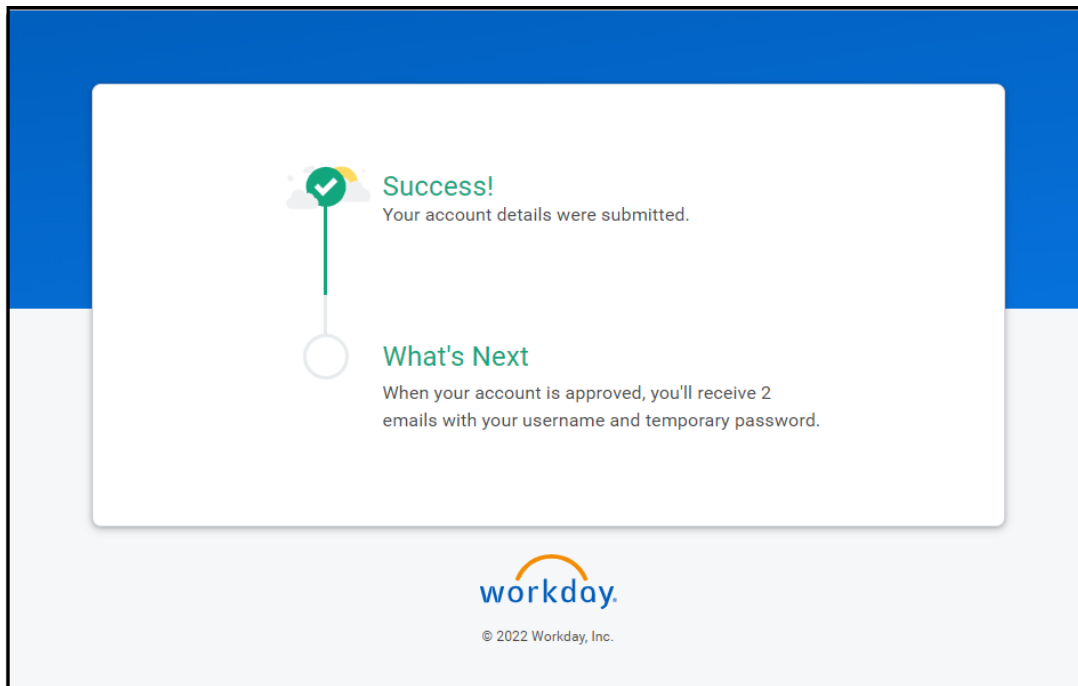 Success!
Your account details were submitted.
What's Next
When your account is approved, you'll receive 2
emails with your username and temporary password.
workday.
© 2022 Workday, Inc.